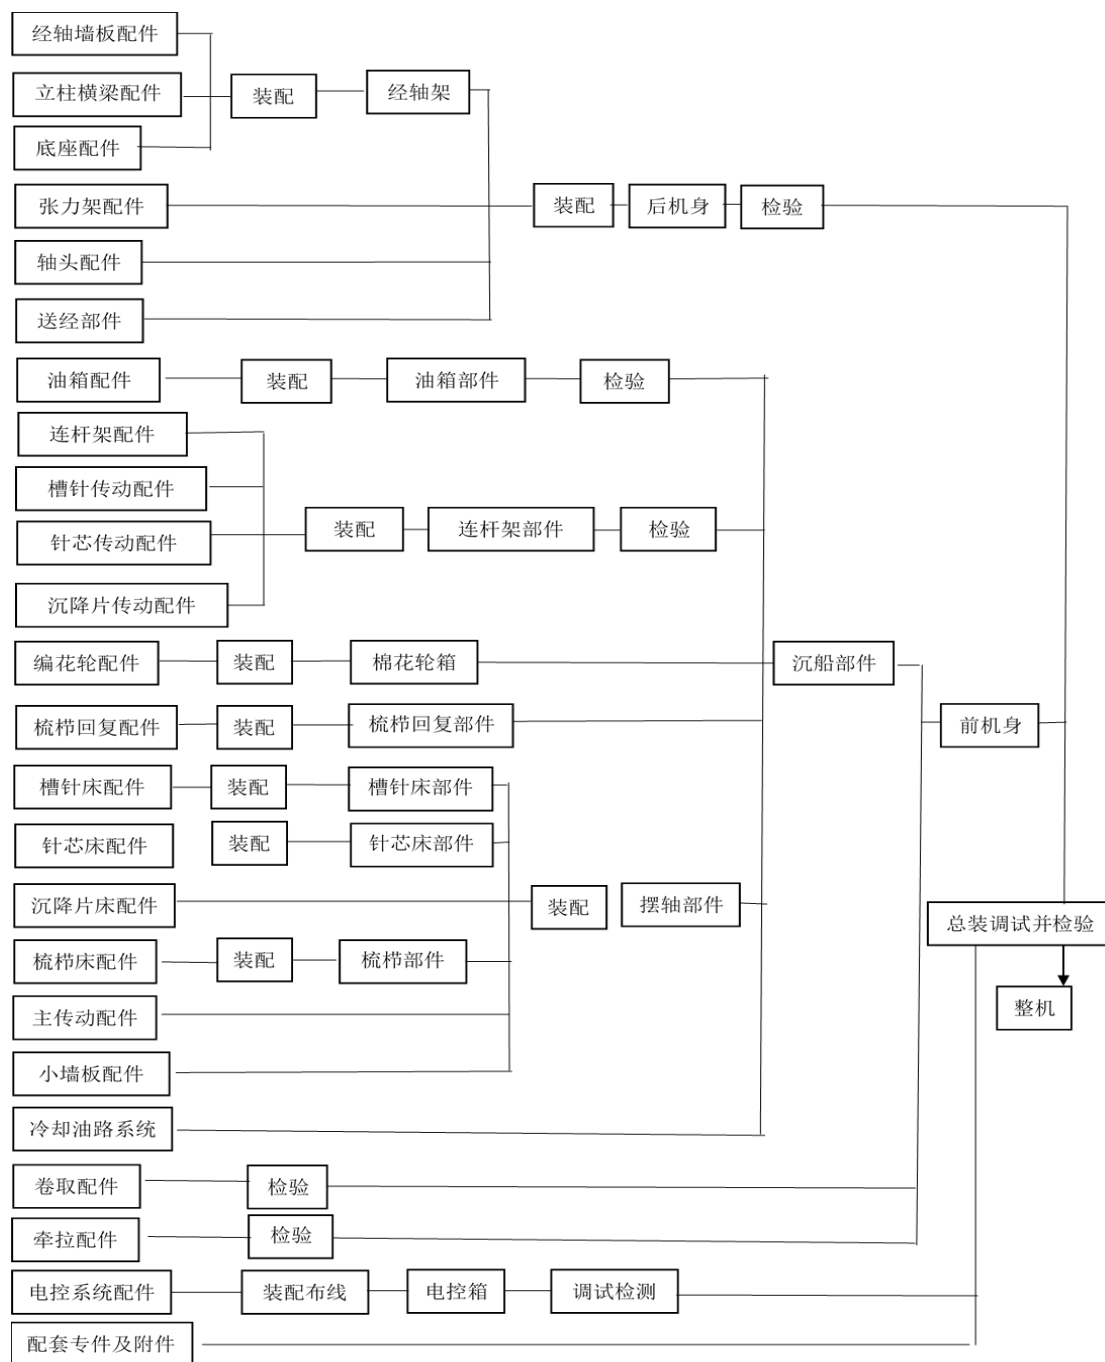 经轴墙板配件
立柱横梁配件
装配
经轴架
底座配件
张力架配件
装配
后机身
检验
轴头配件
送经部件
油箱配件
装配
油箱部件
检验
连杆架配件
槽针传动配件
针芯传动配件
装配
连杆架部件
检验
沉降片传动配件
编花轮配件
装配
棉花轮箱
沉船部件
梳栉回复配件
装配
梳栉回复部件
前机身
槽针床配件
装配
槽针床部件
针芯床配件
装配
针芯床部件
沉降片床配件
装配
摆轴部件
总装调试并检验
梳栉床配件
装配
梳栉部件
主传动配件
整机
小墙板配件
冷却油路系统
卷取配件
检验
牵拉配件
检验
电控系统配件
装配布线
电控箱
调试检测
配套专件及附件